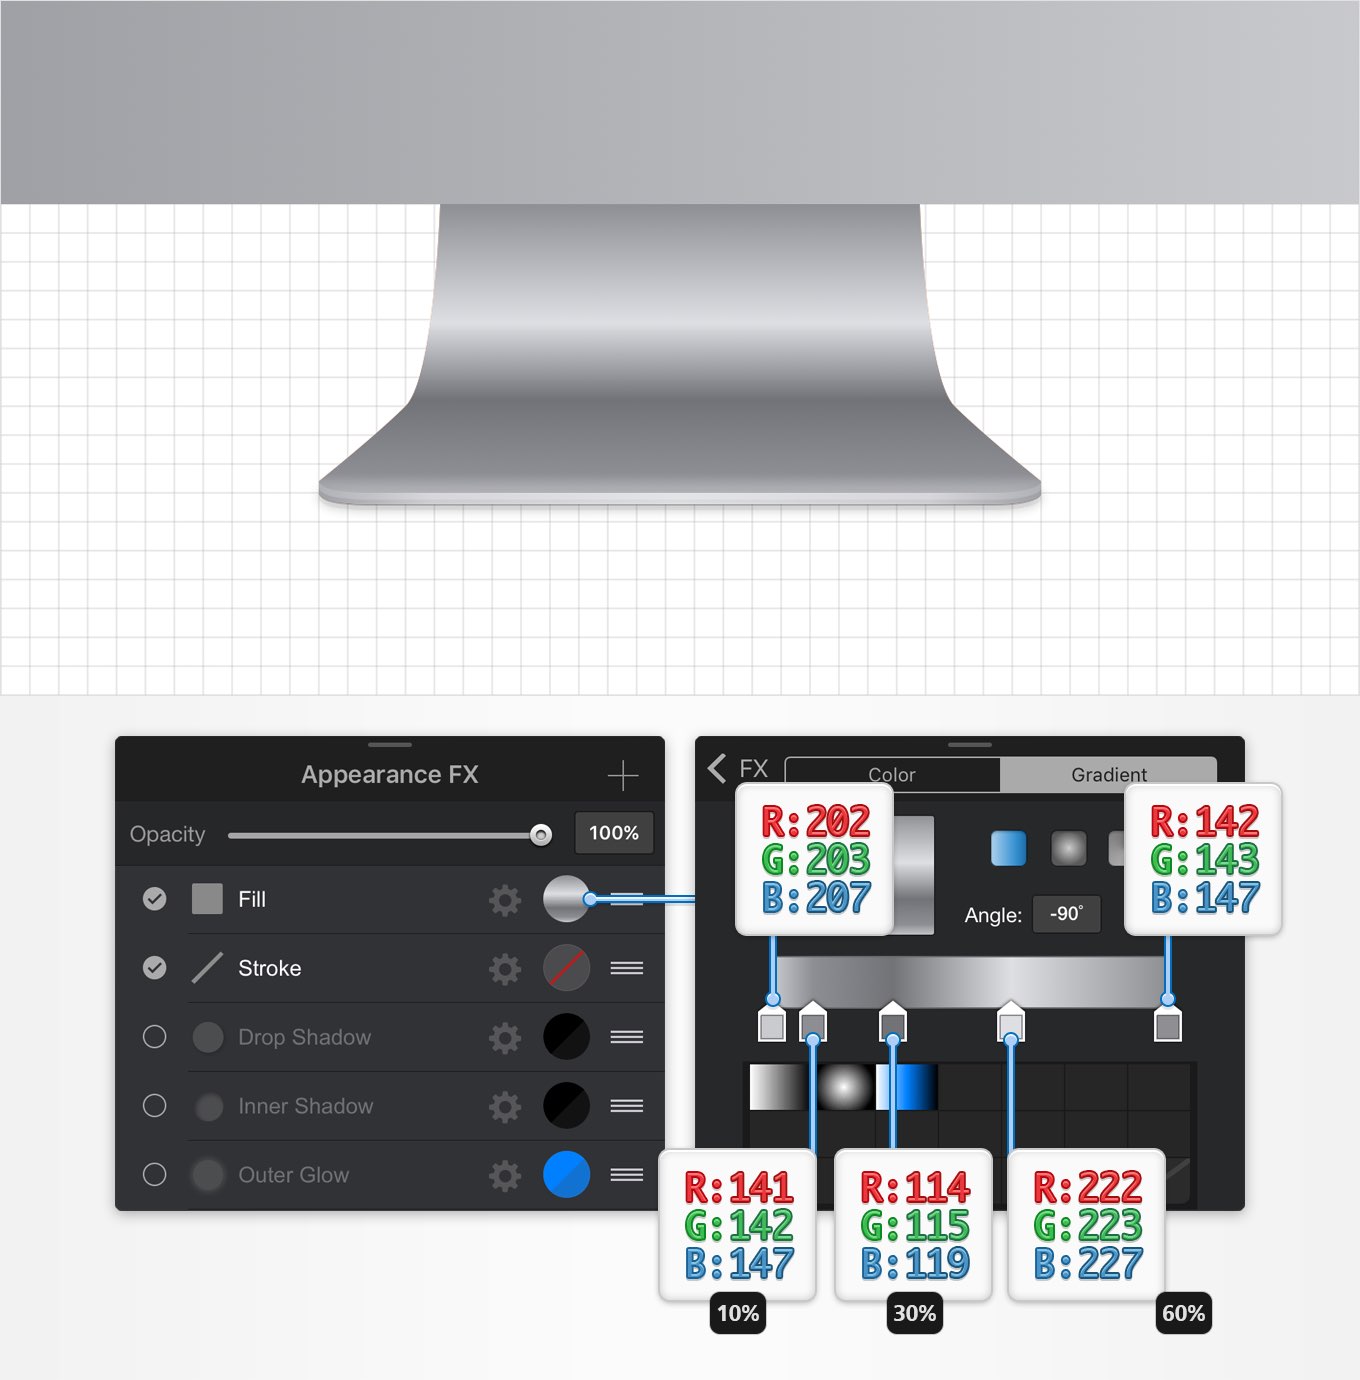 Appearance FX
Opacity
100%
Fill
Stroke
Drop Shadow
Inner Shadow
Outer Glow
FX
Color
Gradient
R:202
G:203
B:207
R:142
G:143
B:147
Angle:
-90°
R:141
G:142
B:147
10%
R:114
G:115
B:119
30%
R:222
G:223
B:227
60%